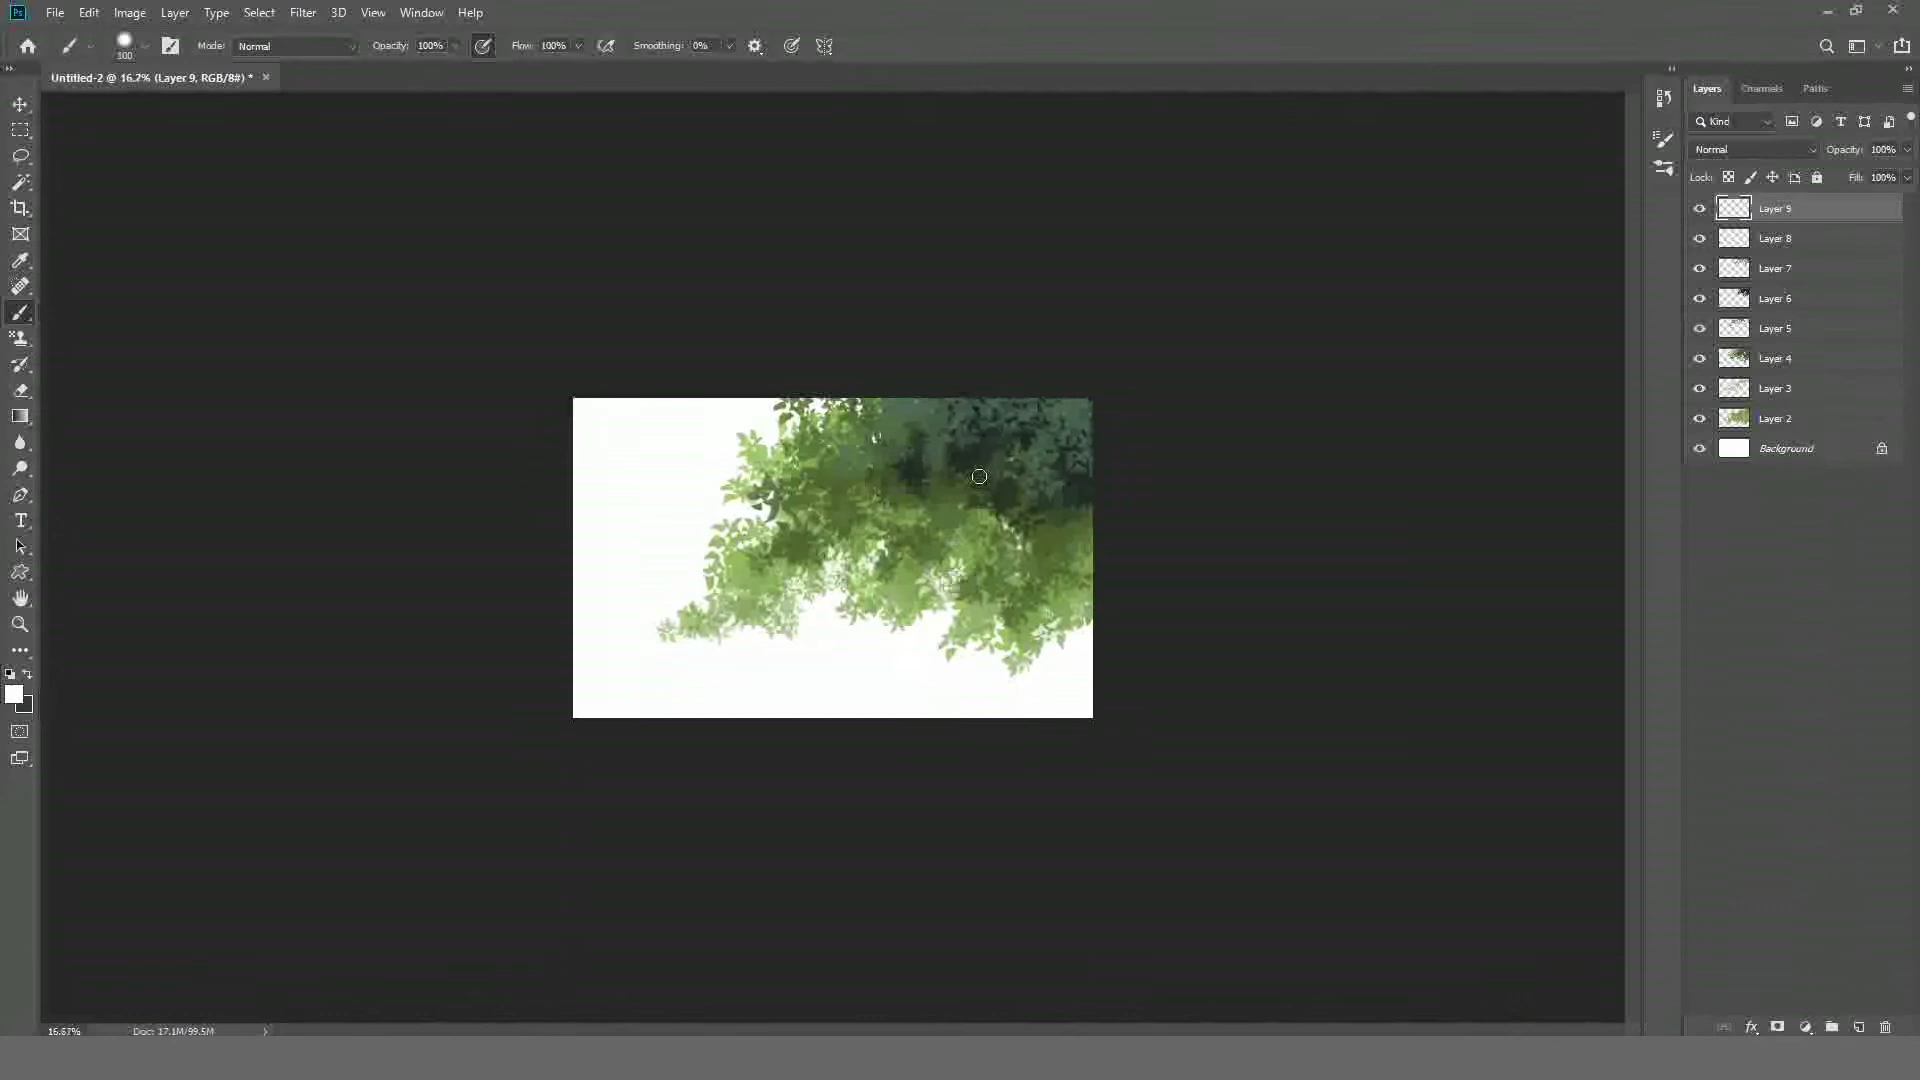 Ps File Edit Image Layer Type Select Filter 3D View Window Help
100 Mode: Normal Opacity: 100% Flow: 100% Smoothing: 0%
Untitled-2 @ 16.7% (Layer 9, RGB/8#) *
Layers Channels Paths
Kind
Normal Opacity: 100%
Lock: Fill: 100%
Layer 9
Layer 8
Layer 7
Layer 6
Layer 5
Layer 4
Layer 3
Layer 2
Background
16.67% Doc: 17.1M/99.5M